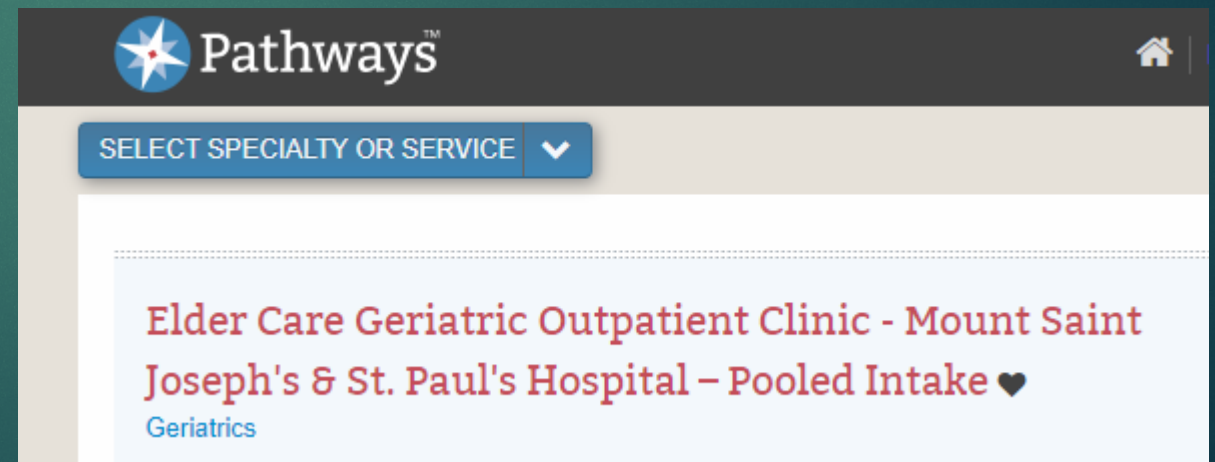 Pathways™
SELECT SPECIALTY OR SERVICE
Elder Care Geriatric Outpatient Clinic - Mount Saint
Joseph's & St. Paul's Hospital – Pooled Intake
Geriatrics